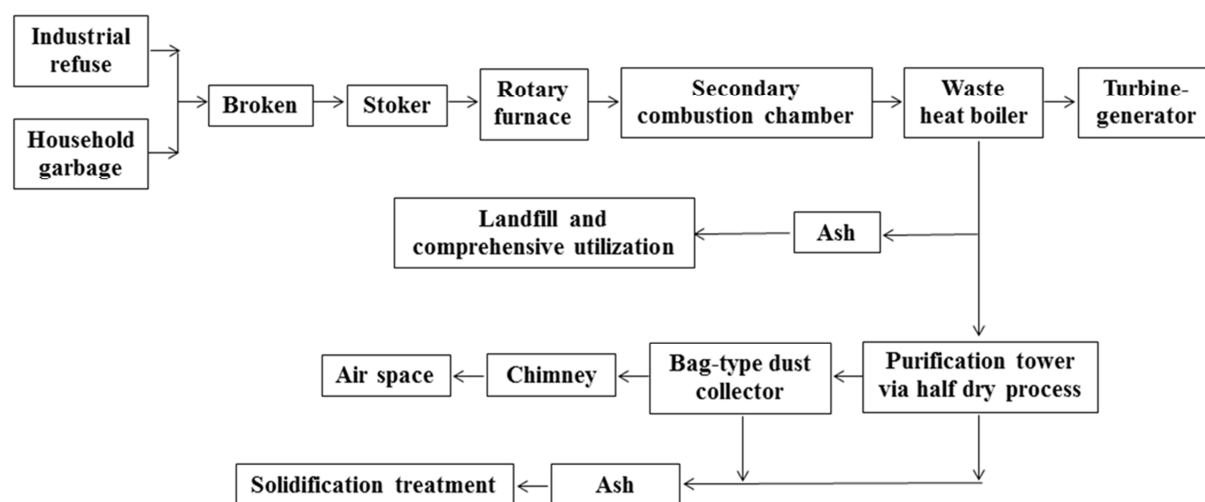 Industrial
refuse
Household
garbage
Broken
Stoker
Rotary
furnace
Secondary
combustion chamber
Waste
heat boiler
Turbine-
generator
Landfill and
comprehensive utilization
Ash
Air space
Chimney
Bag-type dust
collector
Purification tower
via half dry process
Solidification treatment
Ash